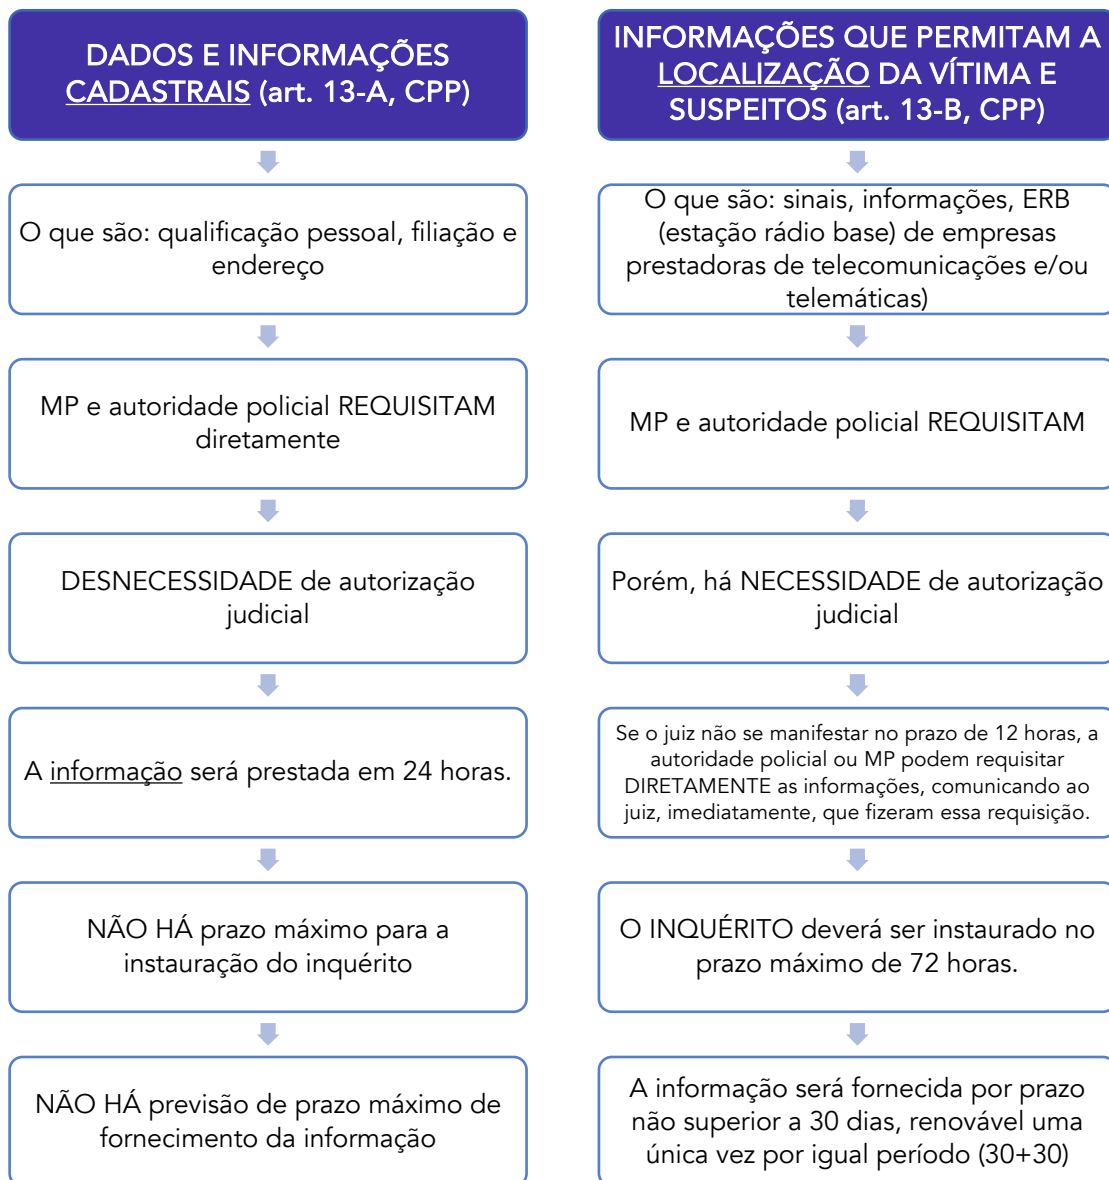 DADOS E INFORMAÇÕES
CADASTRAIS (art. 13-A, CPP)
O que são: qualificação pessoal, filiação e
endereço
MP e autoridade policial REQUISITAM
diretamente
DESNECESSIDADE de autorização
judicial
A informação será prestada em 24 horas.
NÃO HÁ prazo máximo para a
instauração do inquérito
NÃO HÁ previsão de prazo máximo de
fornecimento da informação
INFORMAÇÕES QUE PERMITAM A
LOCALIZAÇÃO DA VÍTIMA E
SUSPEITOS (art. 13-B, CPP)
O que são: sinais, informações, ERB
(estação rádio base) de empresas
prestadoras de telecomunicações e/ou
telemáticas)
MP e autoridade policial REQUISITAM
Porém, há NECESSIDADE de autorização
judicial
Se o juiz não se manifestar no prazo de 12 horas, a
autoridade policial ou MP podem requisitar
DIRETAMENTE as informações, comunicando ao
juiz, imediatamente, que fizeram essa requisição.
O INQUÉRITO deverá ser instaurado no
prazo máximo de 72 horas.
A informação será fornecida por prazo
não superior a 30 dias, renovável uma
única vez por igual período (30+30)